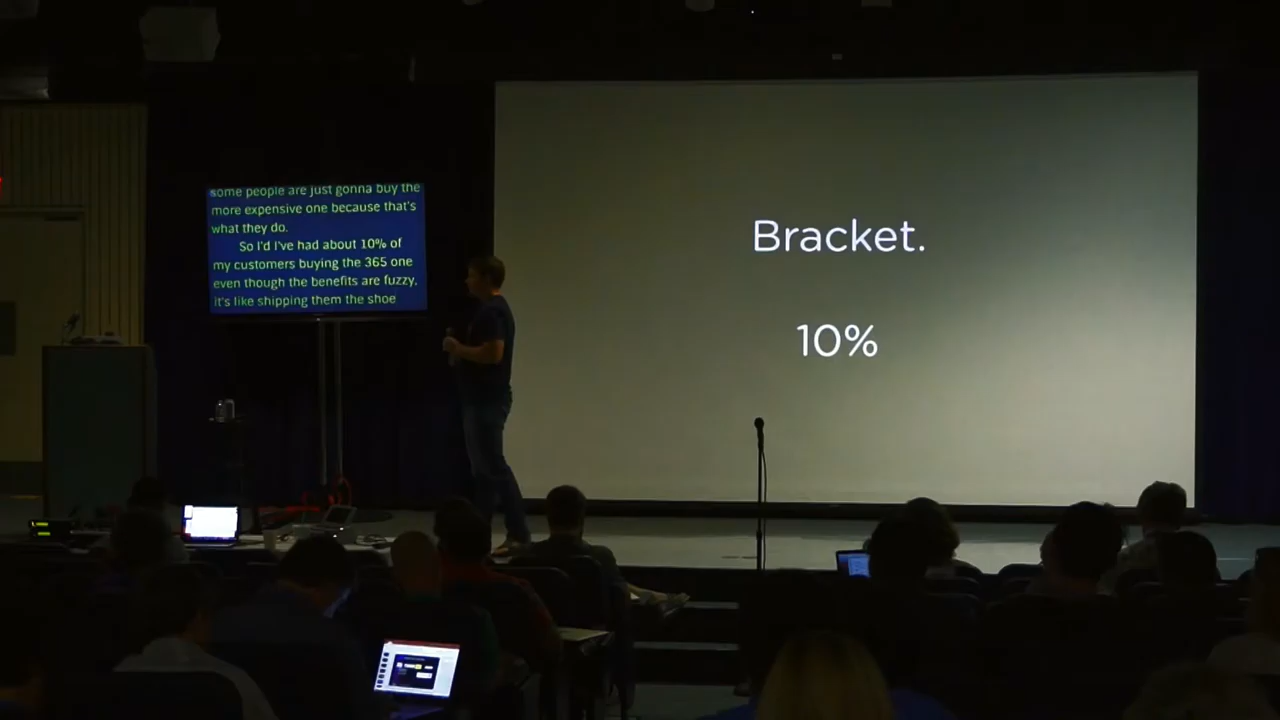 some people are just gonna buy the
more expensive one because that's
what they do.
So I'd I've had about 10% of
my customers buying the 365 one
even though the benefits are fuzzy,
it's like shipping them the shoe
Bracket.
10%